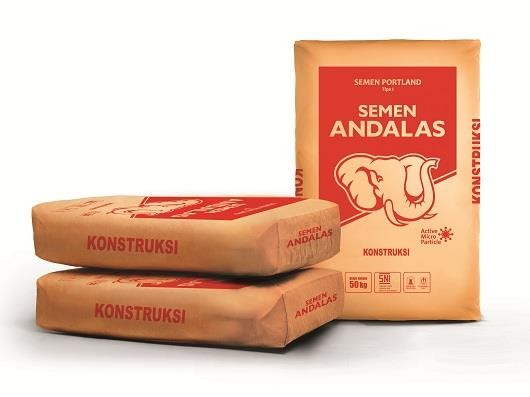 SEMEN PORTLAND
Tipe I
SEMEN
ANDALAS
KONSTRUKSI
Active
Micro
Particle
50 kg
SNI
KONSTRUKSI
KONSTRUKSI
KONSTRUKSI
SEMEN
ANDALAS
KONSTRUKSI
SEMEN
ANDALAS